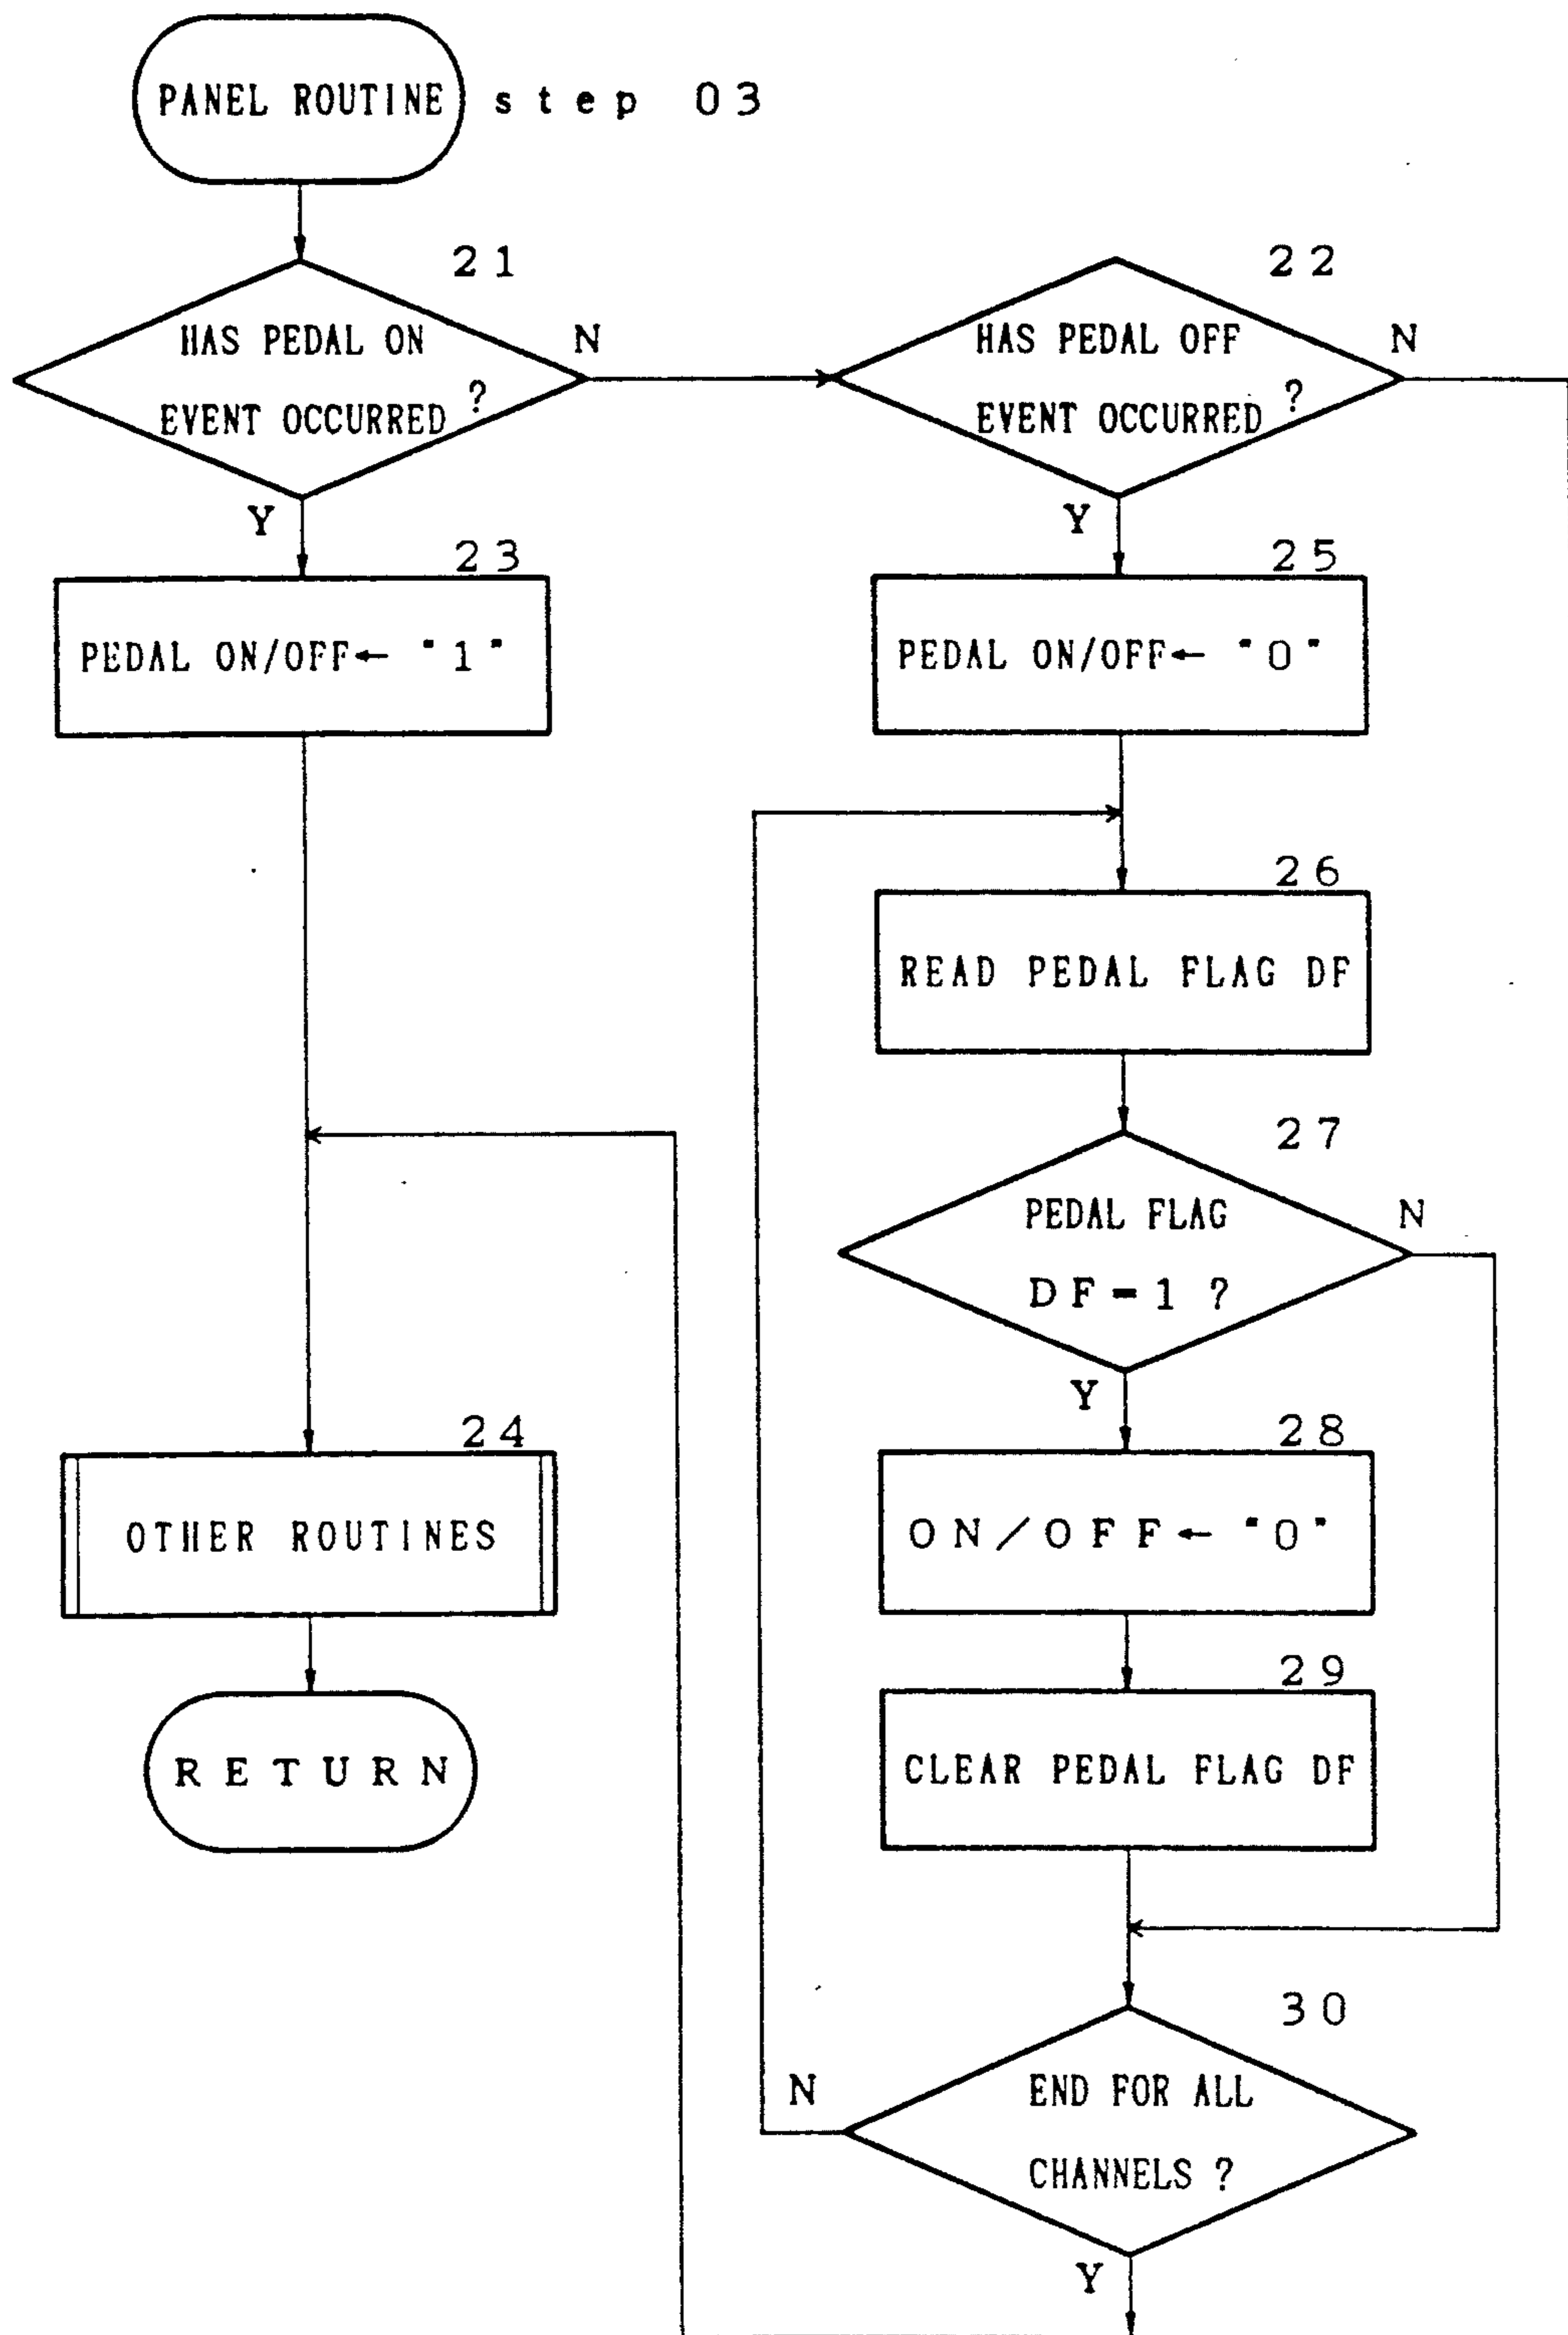 PANEL ROUTINE step 03
21
HAS PEDAL ON
EVENT OCCURRED ?
N
Y
22
HAS PEDAL OFF
EVENT OCCURRED ?
N
Y
23
PEDAL ON/OFF← "1"
25
PEDAL ON/OFF← "0"
26
READ PEDAL FLAG DF
27
PEDAL FLAG
DF=1 ?
N
Y
24
OTHER ROUTINES
28
ON/OFF← "0"
RETURN
29
CLEAR PEDAL FLAG DF
30
END FOR ALL
CHANNELS ?
N
Y